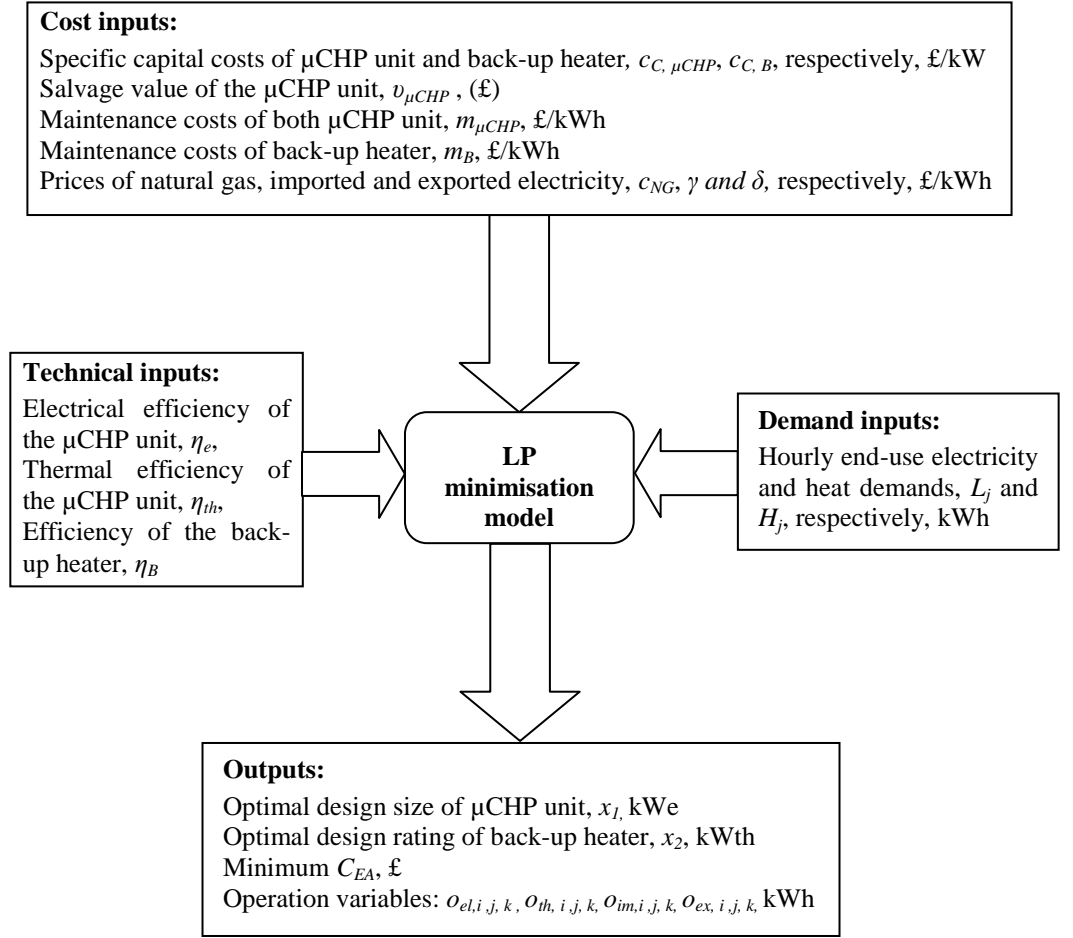 Cost inputs:
Specific capital costs of µCHP unit and back-up heater, c_C, µCHP, c_C, B, respectively, £/kW
Salvage value of the µCHP unit, υ_µCHP , (£)
Maintenance costs of both µCHP unit, m_µCHP, £/kWh
Maintenance costs of back-up heater, m_B, £/kWh
Prices of natural gas, imported and exported electricity, c_NG, γ and δ, respectively, £/kWh
Technical inputs:
Electrical efficiency of
the µCHP unit, η_e,
Thermal efficiency of
the µCHP unit, η_th,
Efficiency of the back-
up heater, η_B
LP
minimisation
model
Demand inputs:
Hourly end-use electricity
and heat demands, L_j and
H_j, respectively, kWh
Outputs:
Optimal design size of µCHP unit, x_1, kWe
Optimal design rating of back-up heater, x_2, kWth
Minimum C_EA, £
Operation variables: o_el,i ,j, k , o_th, i ,j, k, o_im,i ,j, k, o_ex, i ,j, k, kWh